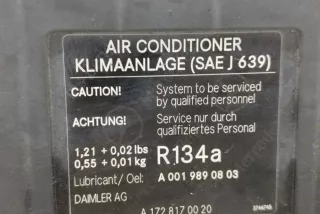 AIR CONDITIONER
KLIMAANLAGE (SAE J 639)
CAUTION! System to be serviced
by qualified personnel
ACHTUNG! Service nur durch
qualifiziertes Personal
1,21 + 0,02 lbs
0,55 + 0,01 kg R134a
Lubricant/ Oel: A 001 989 08 03
DAIMLER AG
A 172 817 00 20